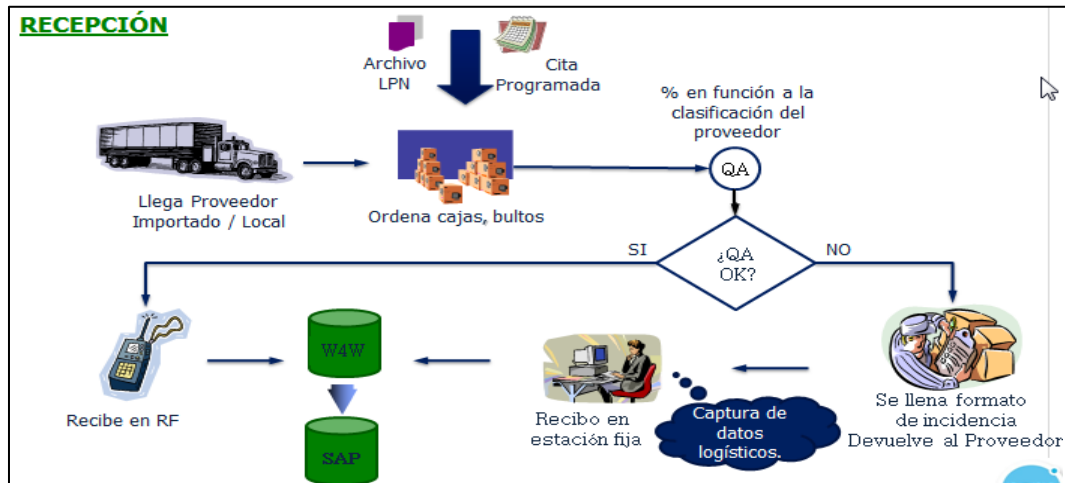 RECEPCIÓN
Archivo
LPN
Cita
Programada
% en función a la
clasificación del
proveedor
QA
Llega Proveedor
Importado / Local
Ordena cajas, bultos
SI
¿QA
OK?
NO
W4W
Recibe en RF
SAP
Recibo en
estación fija
Captura de
datos
logísticos.
Se llena formato
de incidencia
Devuelve al Proveedor